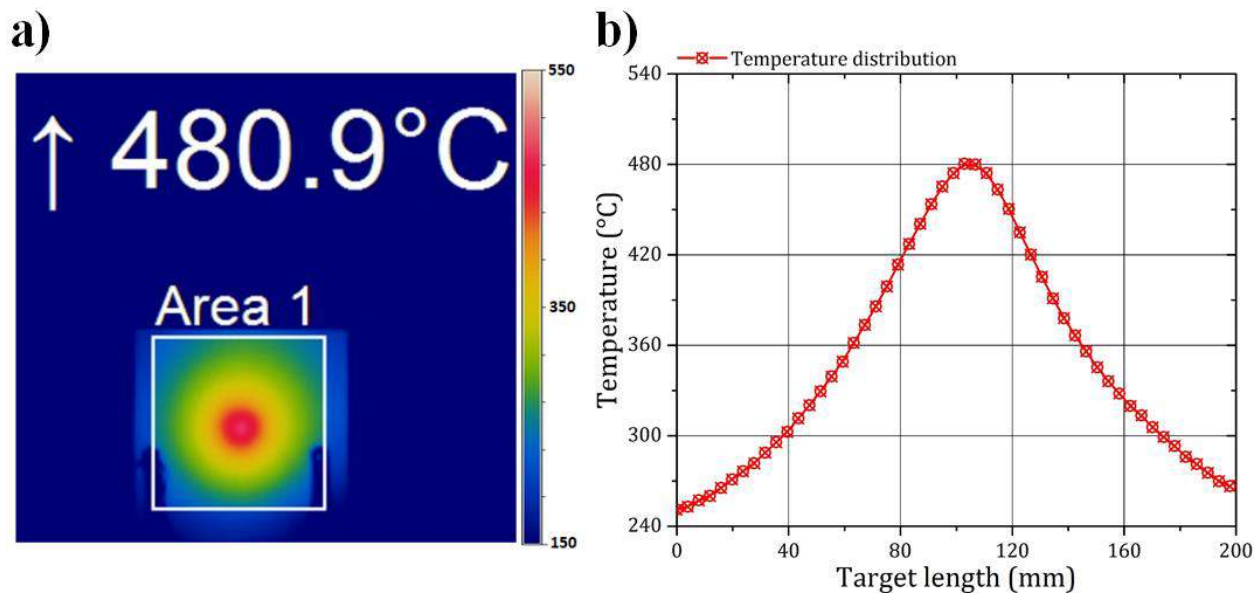 a)
↑ 480.9°C
Area 1
550
350
150
b)
Temperature distribution
540
480
420
360
300
240
Temperature (°C)
0 40 80 120 160 200
Target length (mm)